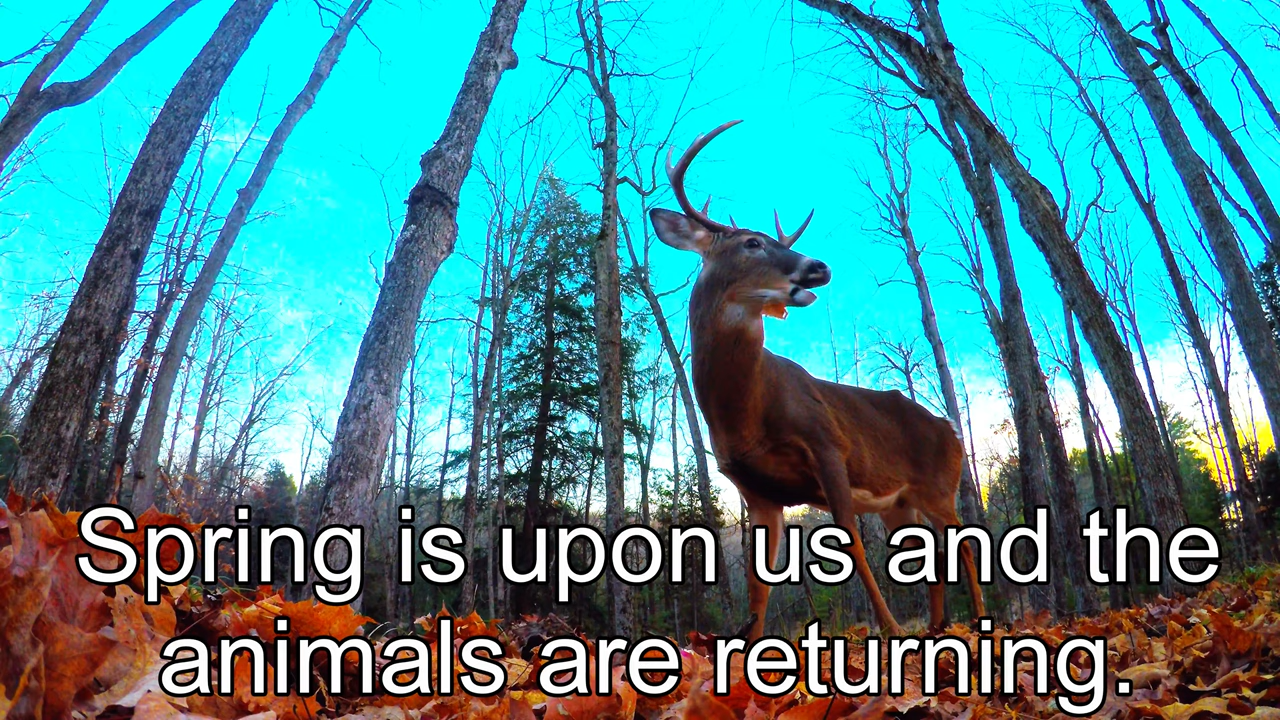 Spring is upon us and the
animals are returning.